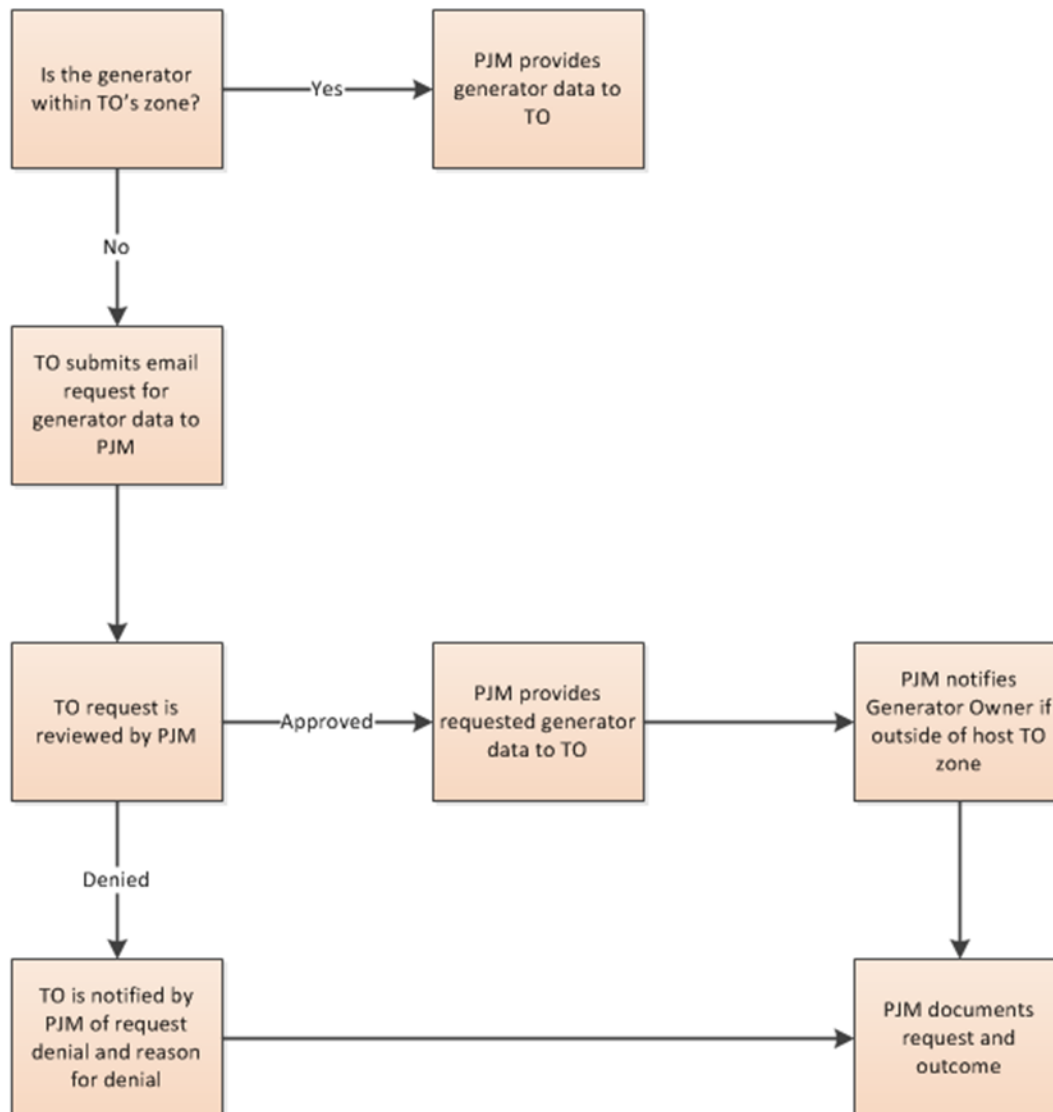 Is the generator
within TO's zone?
Yes
PJM provides
generator data to
TO
No
TO submits email
request for
generator data to
PJM
TO request is
reviewed by PJM
Approved
PJM provides
requested generator
data to TO
PJM notifies
Generator Owner if
outside of host TO
zone
Denied
TO is notified by
PJM of request
denial and reason
for denial
PJM documents
request and
outcome